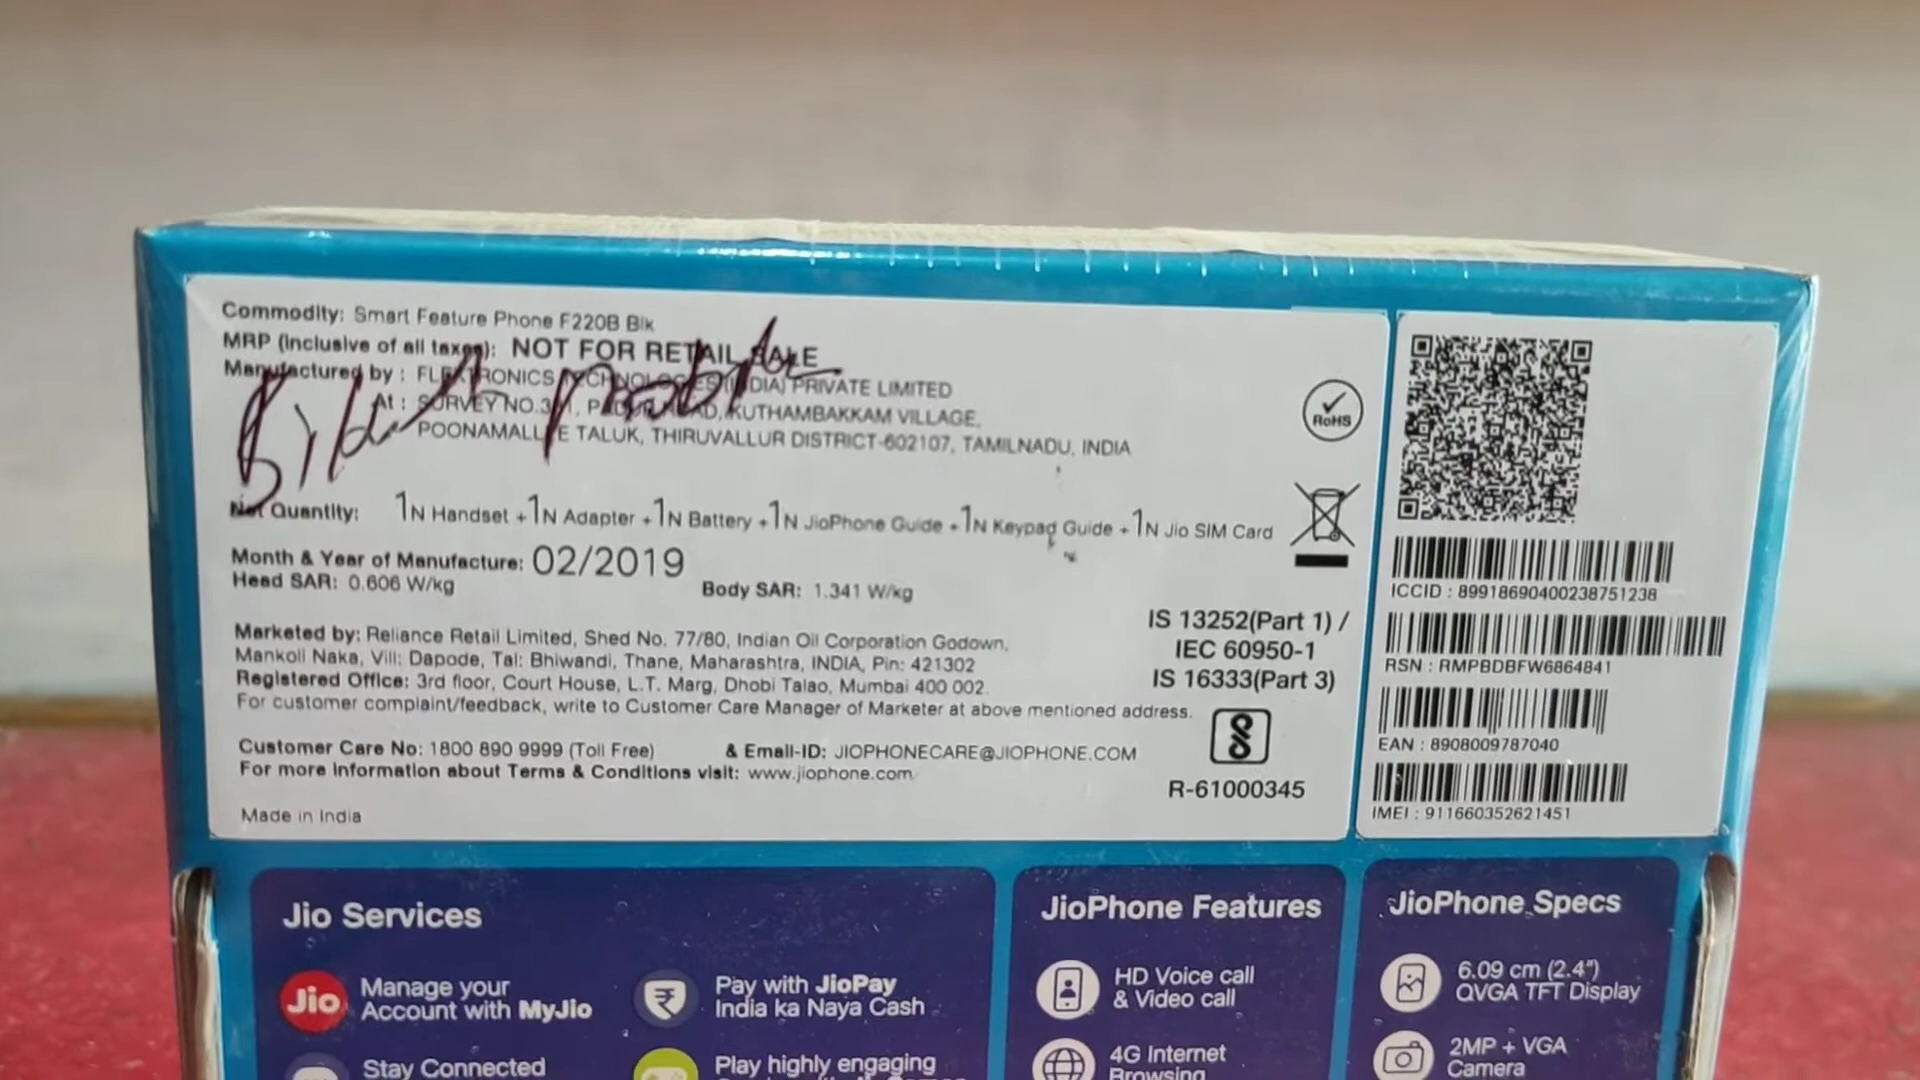 Commodity: Smart Feature Phone F220B Blk
MRP (Inclusive of all taxes): NOT FOR RETAIL SALE
Manufactured by : FLEXTRONICS TECHNOLOGIES (INDIA) PRIVATE LIMITED
At : SURVEY NO.3/1, PADUR ROAD, KUTHAMBAKKAM VILLAGE,
POONAMALLEE TALUK, THIRUVALLUR DISTRICT-602107, TAMILNADU, INDIA
Net Quantity: 1N Handset + 1N Adapter + 1N Battery + 1N JioPhone Guide + 1N Keypad Guide + 1N Jio SIM Card
Month & Year of Manufacture: 02/2019
Head SAR: 0.606 W/kg Body SAR: 1.341 W/kg
Marketed by: Reliance Retail Limited, Shed No. 77/80, Indian Oil Corporation Godown,
Mankoli Naka, Vill: Dapode, Tal: Bhiwandi, Thane, Maharashtra, INDIA, Pin: 421302
Registered Office: 3rd floor, Court House, L.T. Marg, Dhobi Talao, Mumbai 400 002.
For customer complaint/feedback, write to Customer Care Manager of Marketer at above mentioned address.
Customer Care No: 1800 890 9999 (Toll Free) & Email-ID: JIOPHONECARE@JIOPHONE.COM
For more Information about Terms & Conditions visit: www.jiophone.com
Made in India
RoHS
IS 13252(Part 1) /
IEC 60950-1
IS 16333(Part 3)
R-61000345
ICCID : 89918690400238751238
RSN : RMPBDBFW6864841
EAN : 8908009787040
IMEI : 911660352621451
Jio Services
Jio
Manage your
Account with MyJio
Stay Connected
Pay with JioPay
India ka Naya Cash
Play highly engaging
JioPhone Features
HD Voice call
& Video call
4G Internet
Browsing
JioPhone Specs
6.09 cm (2.4")
QVGA TFT Display
2MP + VGA
Camera